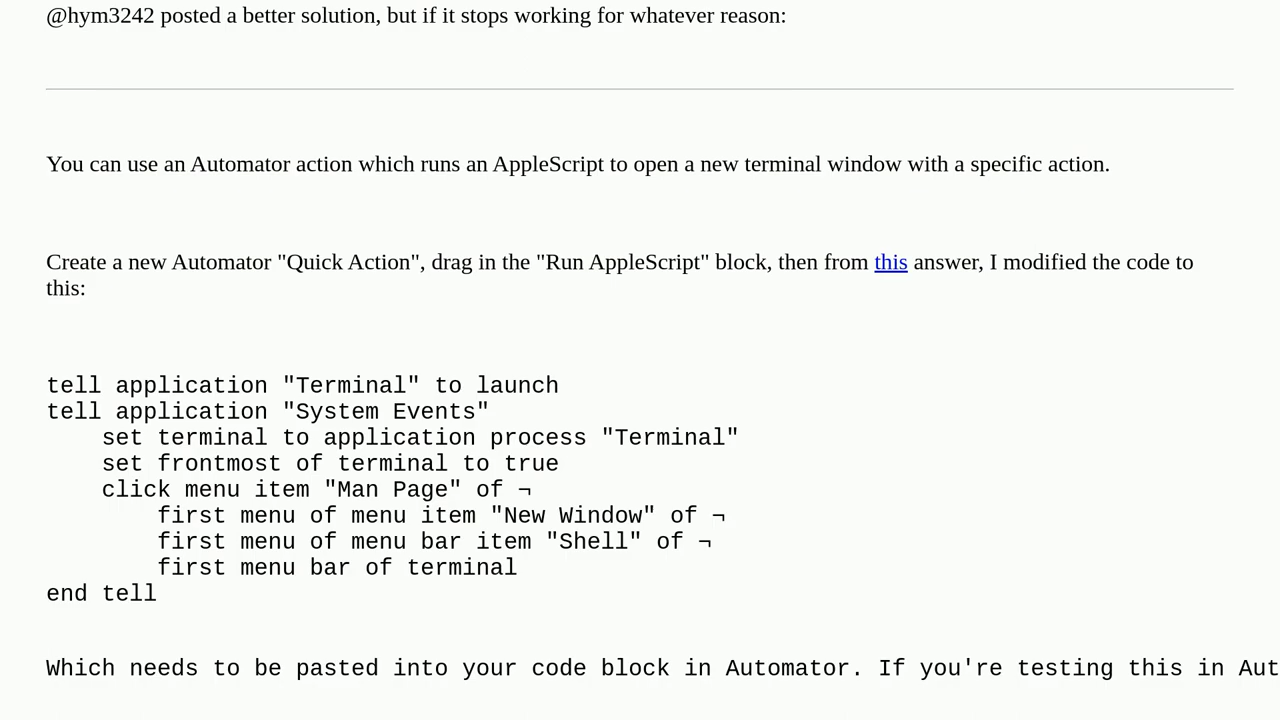 @hym3242 posted a better solution, but if it stops working for whatever reason:
You can use an Automator action which runs an AppleScript to open a new terminal window with a specific action.
Create a new Automator "Quick Action", drag in the "Run AppleScript" block, then from this answer, I modified the code to
this:
tell application "Terminal" to launch
tell application "System Events"
    set terminal to application process "Terminal"
    set frontmost of terminal to true
    click menu item "Man Page" of ¬
        first menu of menu item "New Window" of ¬
        first menu of menu bar item "Shell" of ¬
        first menu bar of terminal
end tell
Which needs to be pasted into your code block in Automator. If you're testing this in Aut